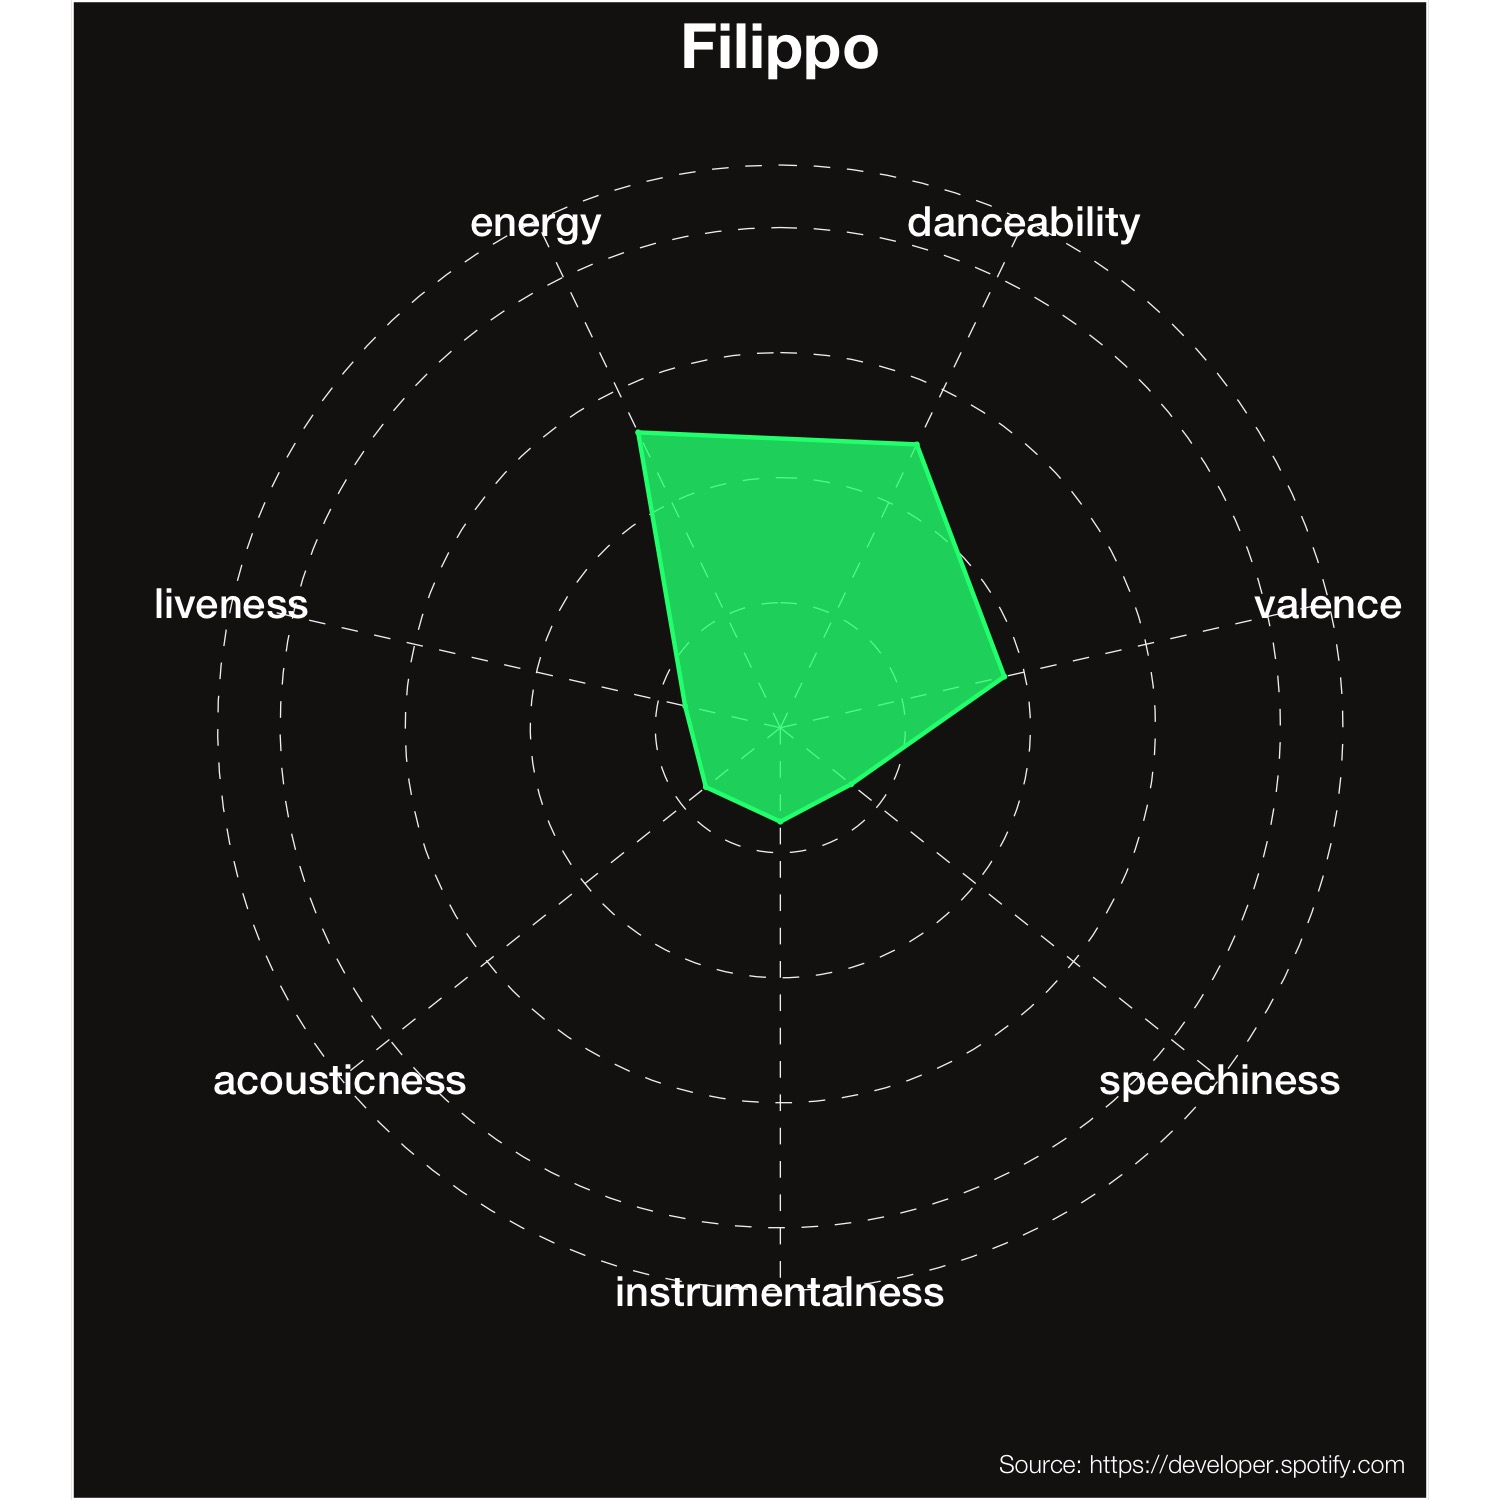 Filippo
energy
danceability
liveness
valence
acousticness
speechiness
instrumentalness
Source: https://developer.spotify.com